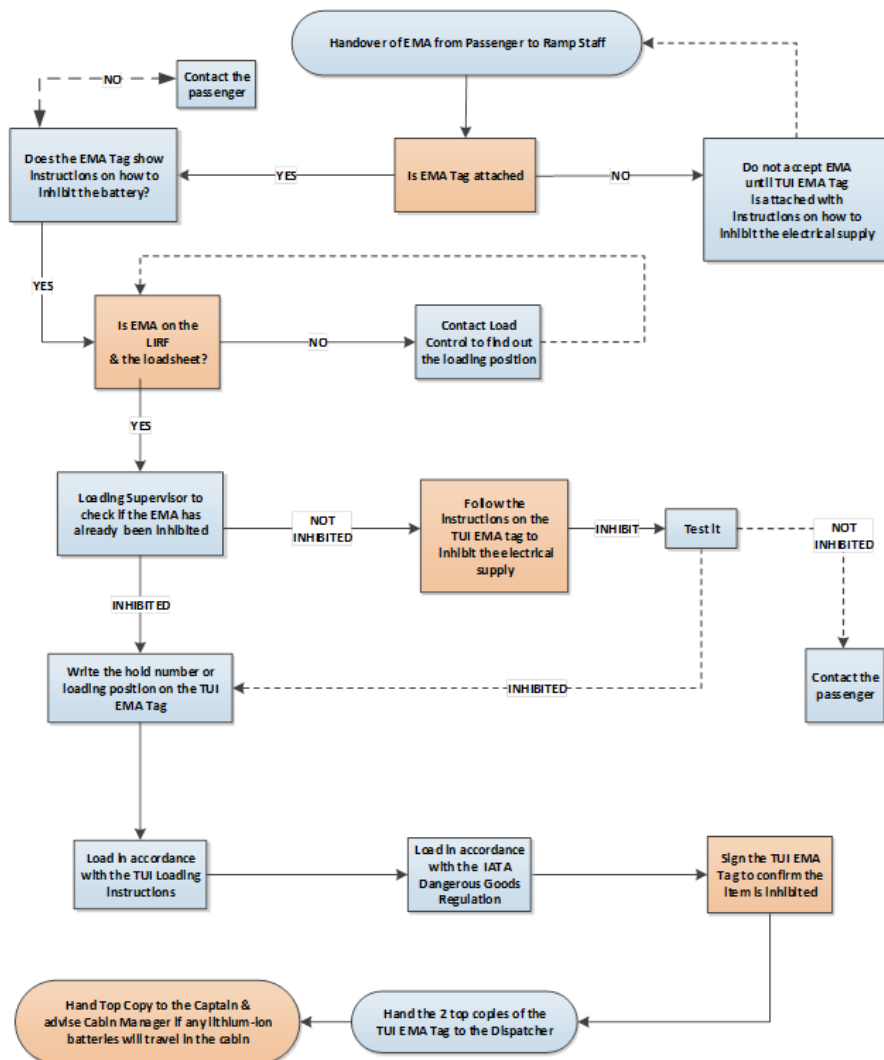 Handover of EMA from Passenger to Ramp Staff
NO
Contact the
passenger
Does the EMA Tag show
instructions on how to
inhibit the battery?
YES
Is EMA Tag attached
NO
Do not accept EMA
until TUI EMA Tag
is attached with
instructions on how to
inhibit the electrical supply
YES
Is EMA on the
LIRF
& the loadsheet?
NO
Contact Load
Control to find out
the loading position
YES
Loading Supervisor to
check if the EMA has
already been inhibited
NOT
INHIBITED
Follow the
instructions on the
TUI EMA tag to
inhibit the electrical
supply
INHIBIT
Test it
NOT
INHIBITED
INHIBITED
Write the hold number or
loading position on the TUI
EMA Tag
INHIBITED
Contact the
passenger
Load in accordance
with the TUI Loading
Instructions
Load in accordance
with the IATA
Dangerous Goods
Regulation
Sign the TUI EMA
Tag to confirm the
item is inhibited
Hand Top Copy to the Captain &
advise Cabin Manager if any lithium-ion
batteries will travel in the cabin
Hand the 2 top copies of the
TUI EMA Tag to the Dispatcher